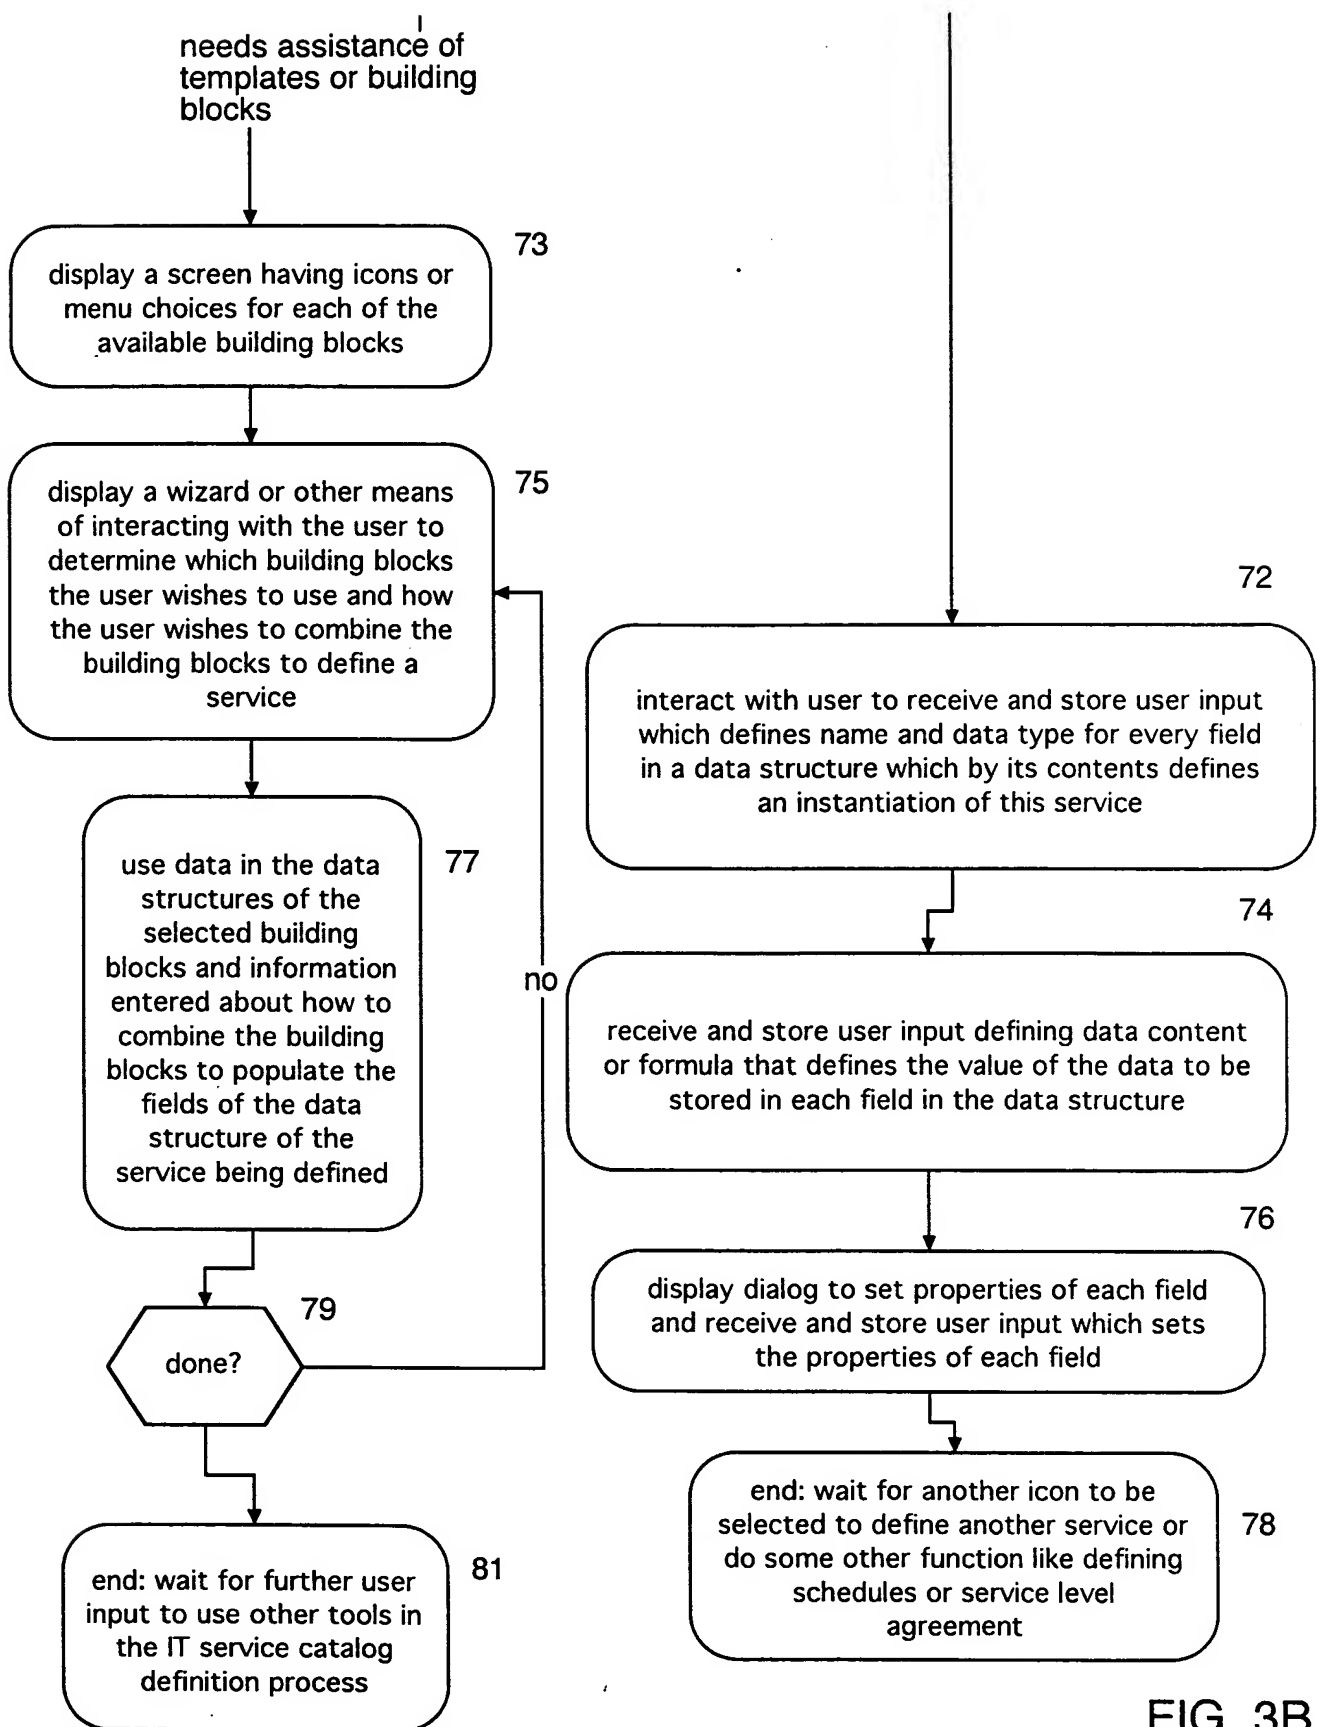 needs assistance of
templates or building
blocks
73
display a screen having icons or
menu choices for each of the
available building blocks
75
display a wizard or other means
of interacting with the user to
determine which building blocks
the user wishes to use and how
the user wishes to combine the
building blocks to define a
service
77
use data in the data
structures of the
selected building
blocks and information
entered about how to
combine the building
blocks to populate the
fields of the data
structure of the
service being defined
no
79
done?
81
end: wait for further user
input to use other tools in
the IT service catalog
definition process
72
interact with user to receive and store user input
which defines name and data type for every field
in a data structure which by its contents defines
an instantiation of this service
74
receive and store user input defining data content
or formula that defines the value of the data to be
stored in each field in the data structure
76
display dialog to set properties of each field
and receive and store user input which sets
the properties of each field
78
end: wait for another icon to be
selected to define another service or
do some other function like defining
schedules or service level
agreement
FIG. 3B